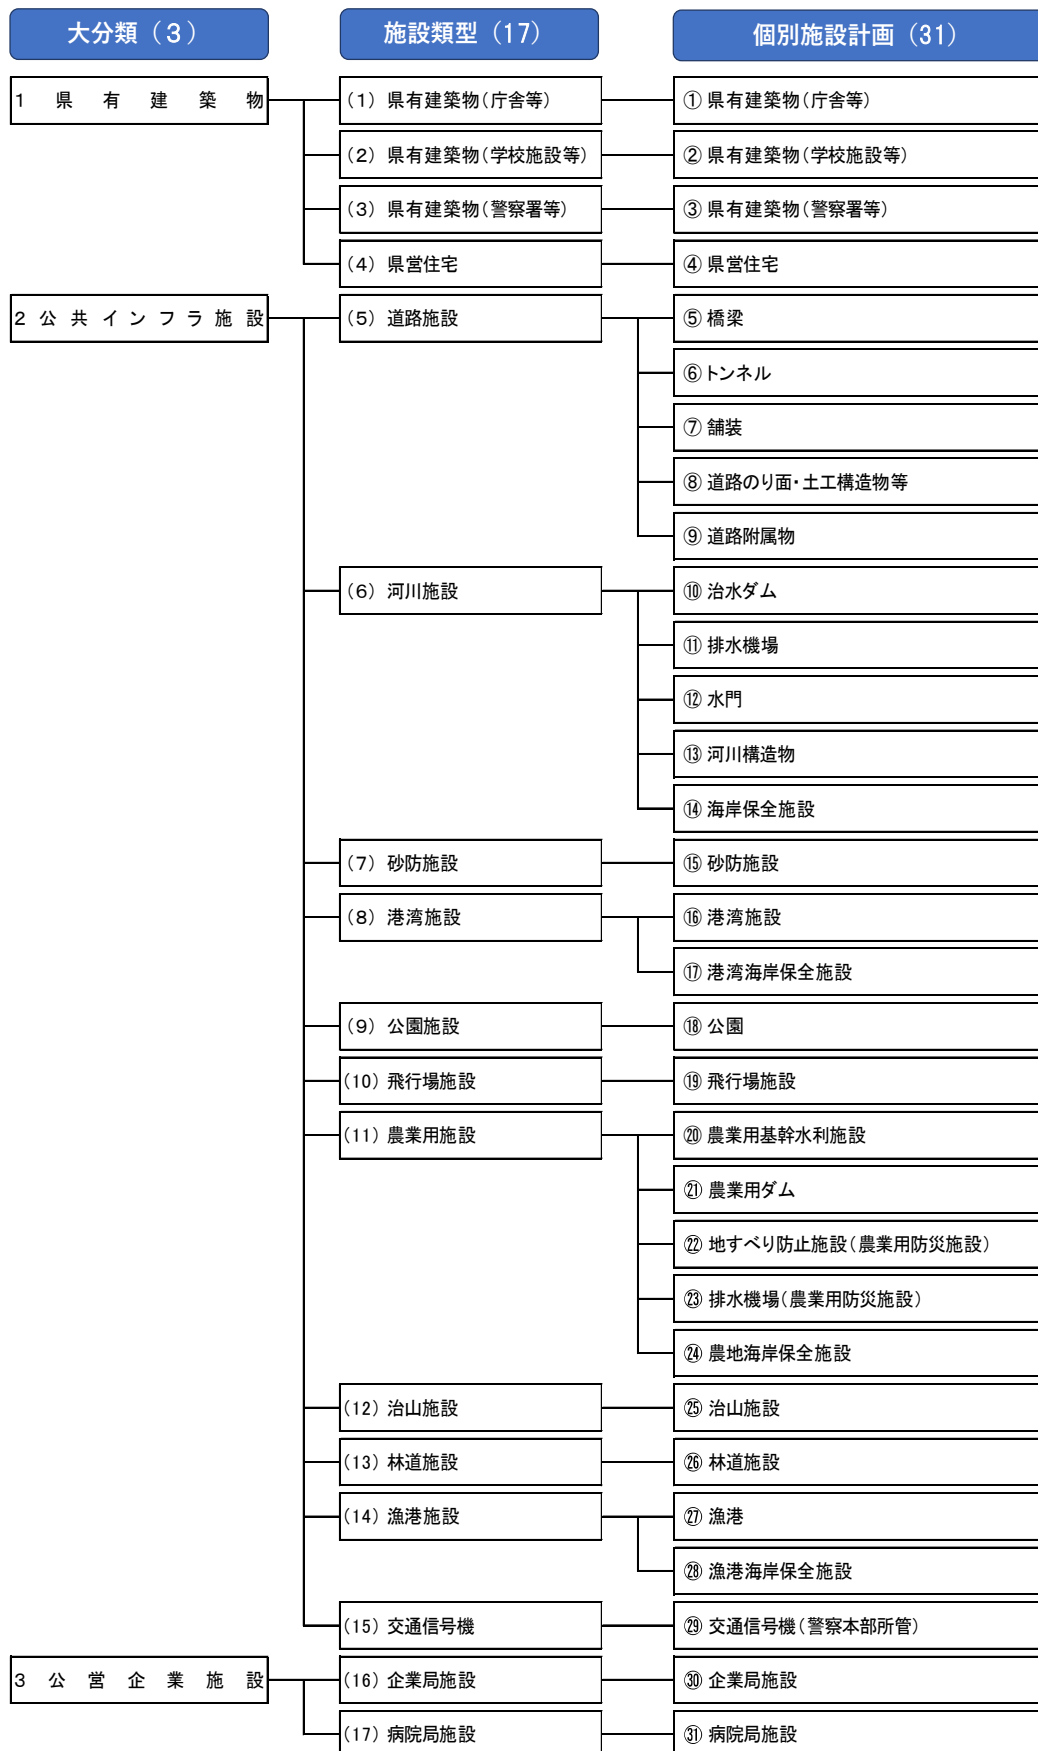 大分類（３）　施設類型（17）　個別施設計画（31）
1　県有建築物　（1）県有建築物（庁舎等）　① 県有建築物（庁舎等）
（2）県有建築物（学校施設等）　② 県有建築物（学校施設等）
（3）県有建築物（警察署等）　③ 県有建築物（警察署等）
（4）県営住宅　④ 県営住宅
2 公共インフラ施設　（5）道路施設　⑤ 橋梁
⑥ トンネル
⑦ 舗装
⑧ 道路のり面・土工構造物等
⑨ 道路附属物
（6）河川施設　⑩ 治水ダム
⑪ 排水機場
⑫ 水門
⑬ 河川構造物
⑭ 海岸保全施設
（7）砂防施設　⑮ 砂防施設
（8）港湾施設　⑯ 港湾施設
⑰ 港湾海岸保全施設
（9）公園施設　⑱ 公園
（10）飛行場施設　⑲ 飛行場施設
（11）農業用施設　⑳ 農業用基幹水利施設
㉑ 農業用ダム
㉒ 地すべり防止施設（農業用防災施設）
㉓ 排水機場（農業用防災施設）
㉔ 農地海岸保全施設
（12）治山施設　㉕ 治山施設
（13）林道施設　㉖ 林道施設
（14）漁港施設　㉗ 漁港
㉘ 漁港海岸保全施設
（15）交通信号機　㉙ 交通信号機（警察本部所管）
3 公営企業施設　（16）企業局施設　㉚ 企業局施設
（17）病院局施設　㉛ 病院局施設